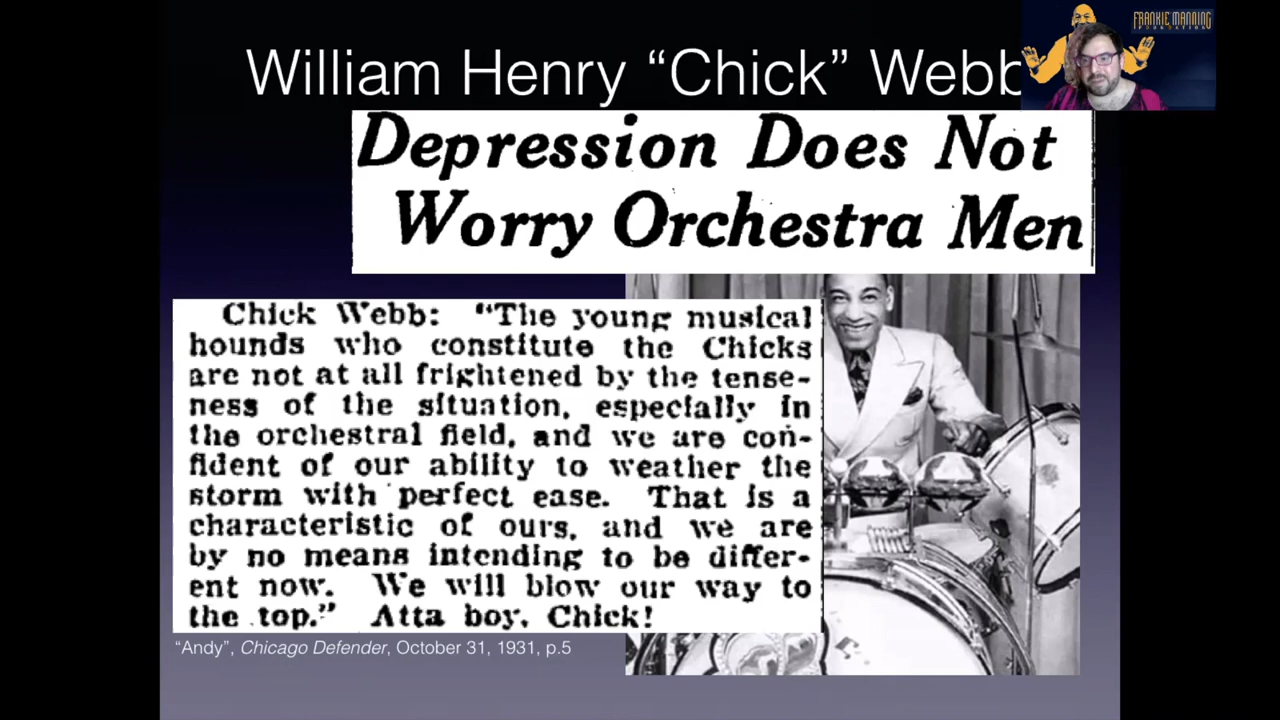 William Henry “Chick” Webb
FRANKIE MANNING
FOUNDATION
Depression Does Not
Worry Orchestra Men
Chick Webb: "The young musical
hounds who constitute the Chicks
are not at all frightened by the tense-
ness of the situation, especially in
the orchestral field, and we are con-
fident of our ability to weather the
storm with perfect ease. That is a
characteristic of ours, and we are
by no means intending to be differ-
ent now. We will blow our way to
the top." Atta boy, Chick!
“Andy”, Chicago Defender, October 31, 1931, p.5